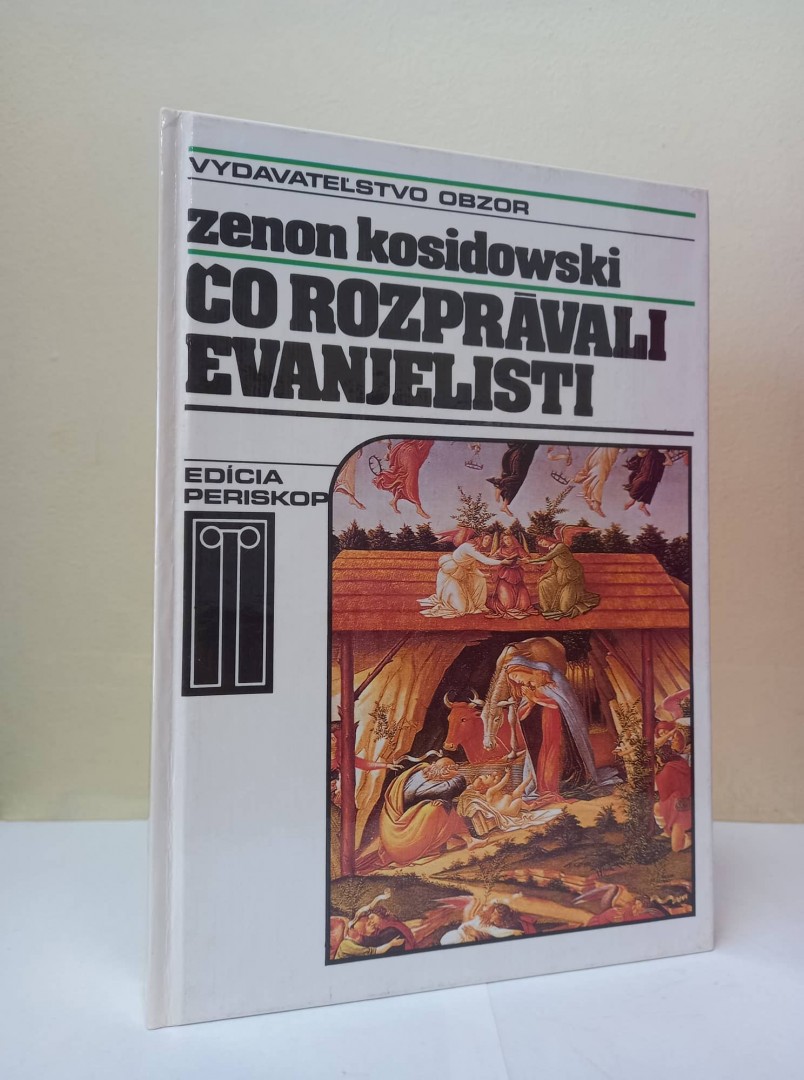 VYDAVATEĽSTVO OBZOR
zenon kosidowski
ČO ROZPRÁVALI
EVANJELISTI
EDÍCIA
PERISKOP